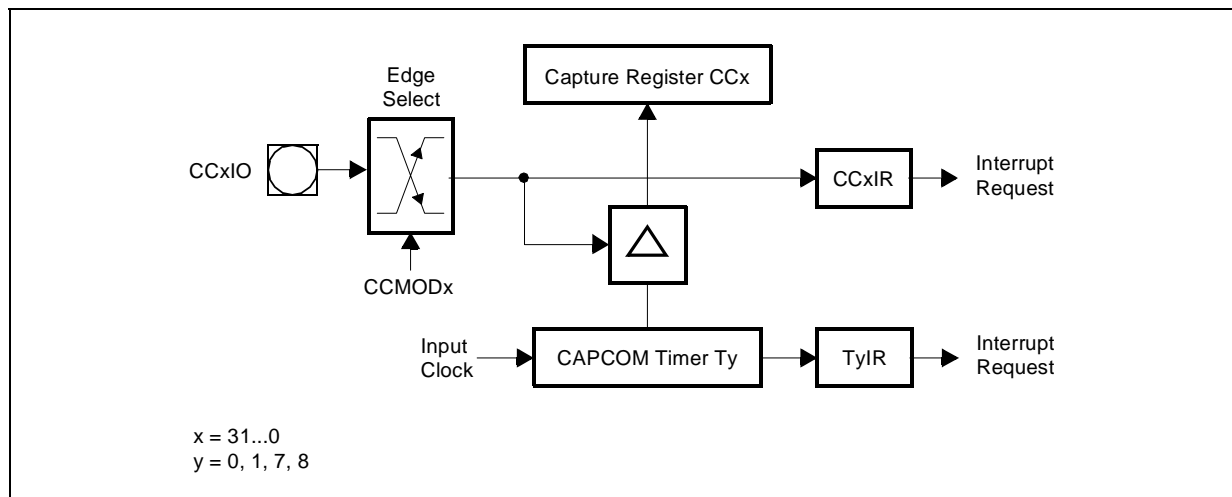 Edge
Select
Capture Register CCx
CCxIO
CCxIR
Interrupt
Request
CCMODx
Input
Clock
CAPCOM Timer Ty
TyIR
Interrupt
Request
x = 31...0
y = 0, 1, 7, 8